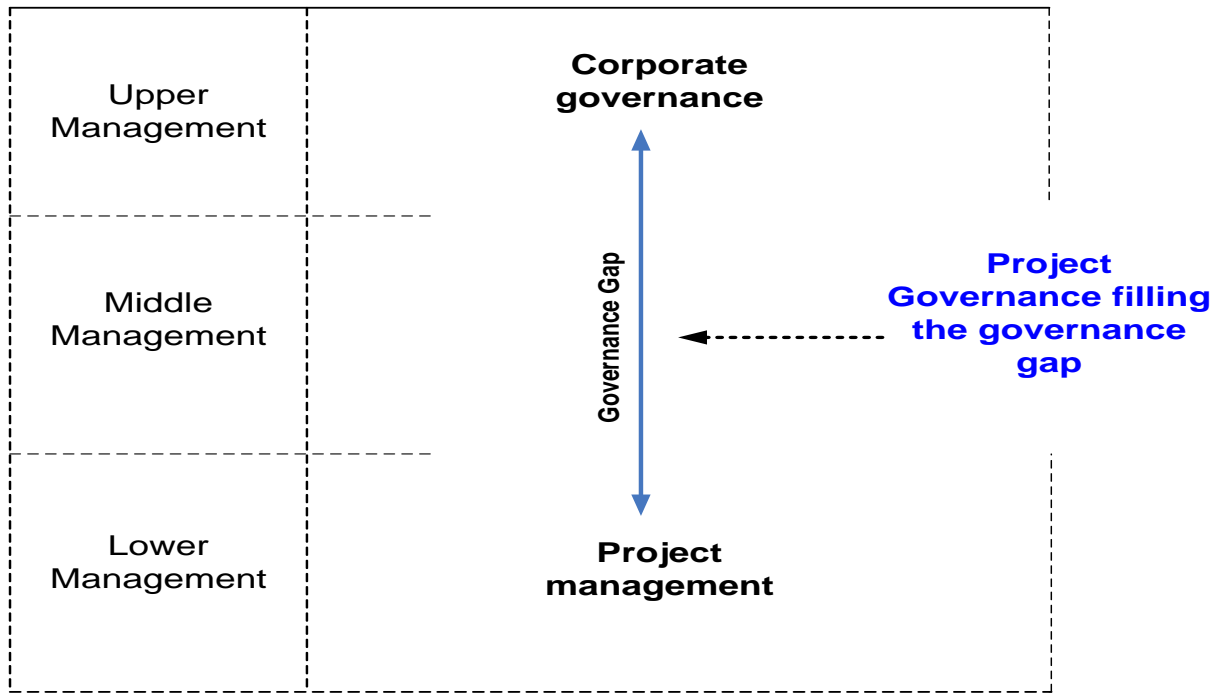 Upper
Management
Corporate
governance
Middle
Management
Governance Gap
Project
Governance filling
the governance
gap
Lower
Management
Project
management